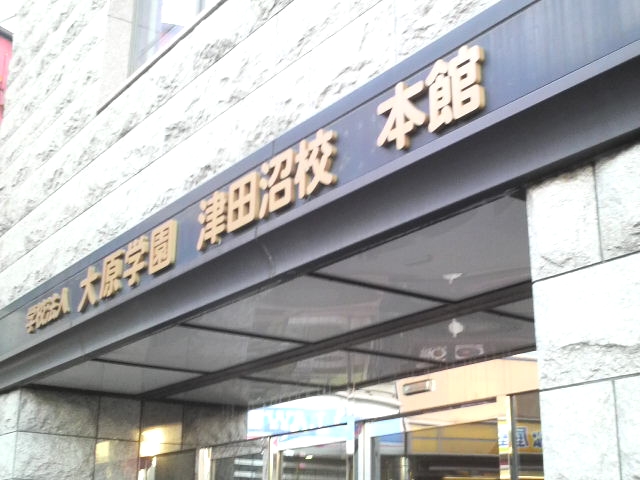 学校法人 大原学園 津田沼校 本館